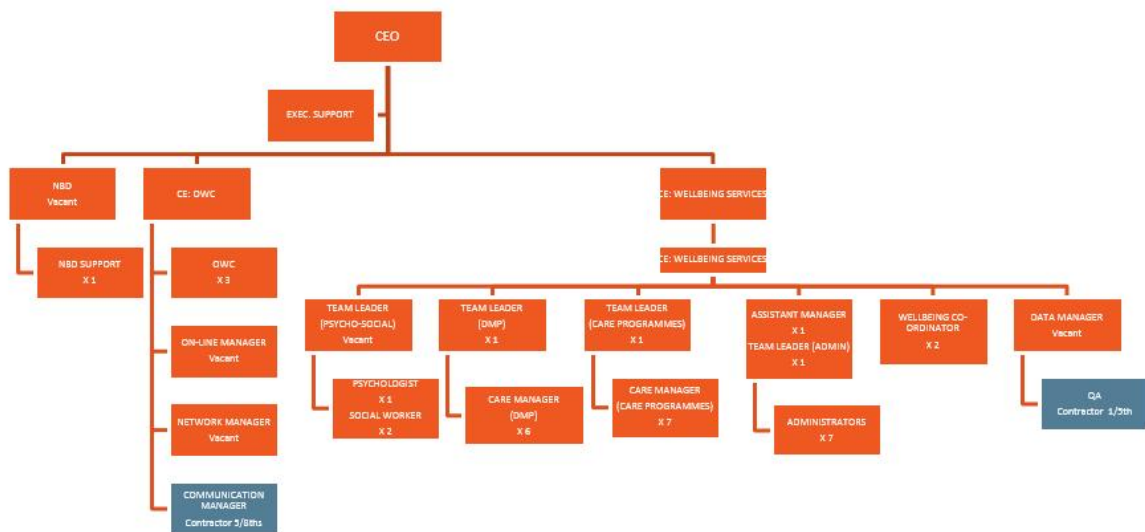 CEO
EXEC. SUPPORT
NBD
Vacant
CE: OWC
CE: WELLBEING SERVICES
NBD SUPPORT
X 1
OWC
X 3
CE: WELLBEING SERVICES
TEAM LEADER
(PSYCHO-SOCIAL)
Vacant
TEAM LEADER
(DMP)
X 1
TEAM LEADER
(CARE PROGRAMMES)
X 1
ASSISTANT MANAGER
X 1
TEAM LEADER (ADMIN)
X 1
WELLBEING CO-
ORDINATOR
X 2
DATA MANAGER
Vacant
ON-LINE MANAGER
Vacant
PSYCHOLOGIST
X 1
SOCIAL WORKER
X 2
CARE MANAGER
(DMP)
X 6
CARE MANAGER
(CARE PROGRAMMES)
X 7
ADMINISTRATORS
X 7
QA
Contractor 1/5th
NETWORK MANAGER
Vacant
COMMUNICATION
MANAGER
Contractor 5/8ths